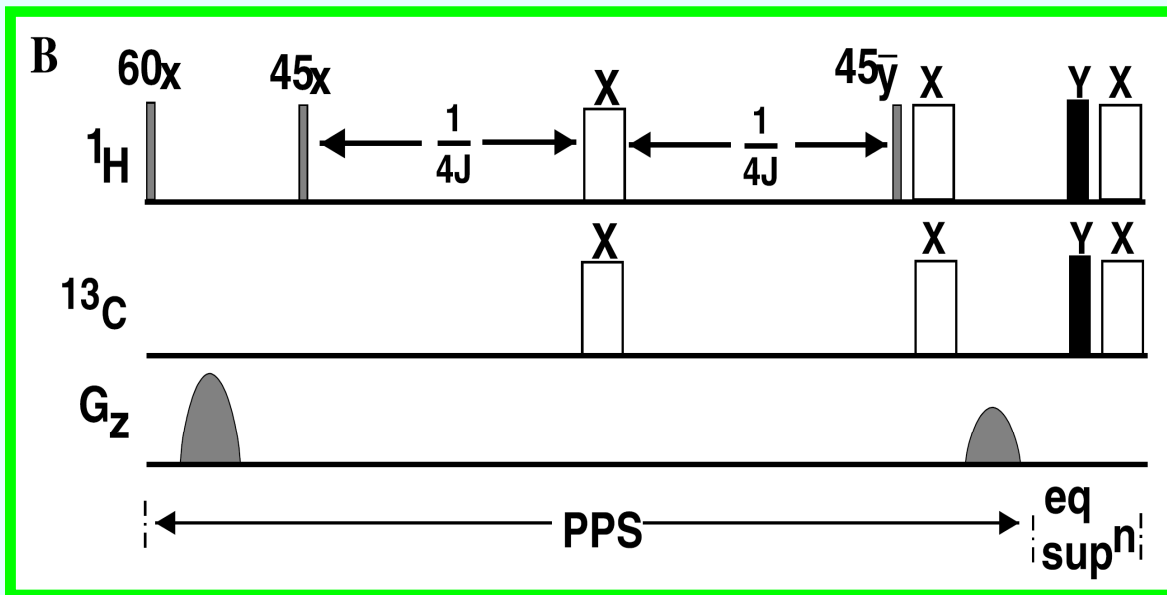 B
60x 45x X 45ȳ X Y X
1/4J 1/4J
¹H
X X Y X
¹³C
Gz
PPS
eq
supⁿ